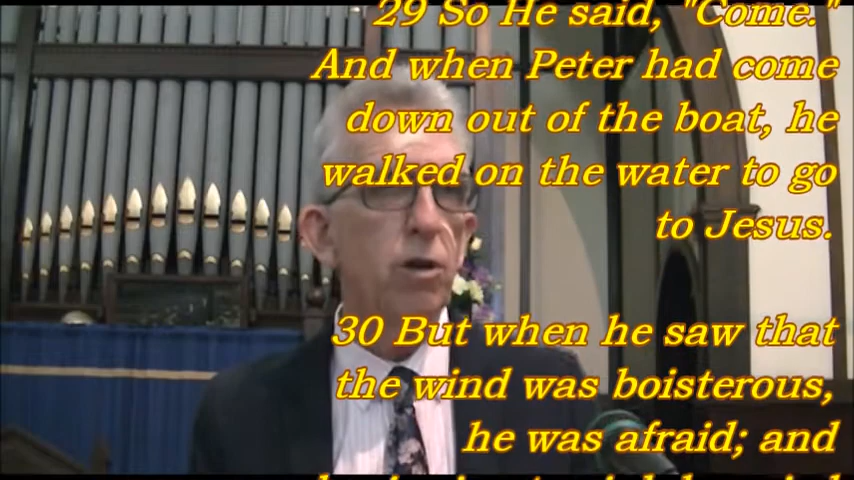 29 So He said, "Come."
And when Peter had come
down out of the boat, he
walked on the water to go
to Jesus.
30 But when he saw that
the wind was boisterous,
he was afraid; and